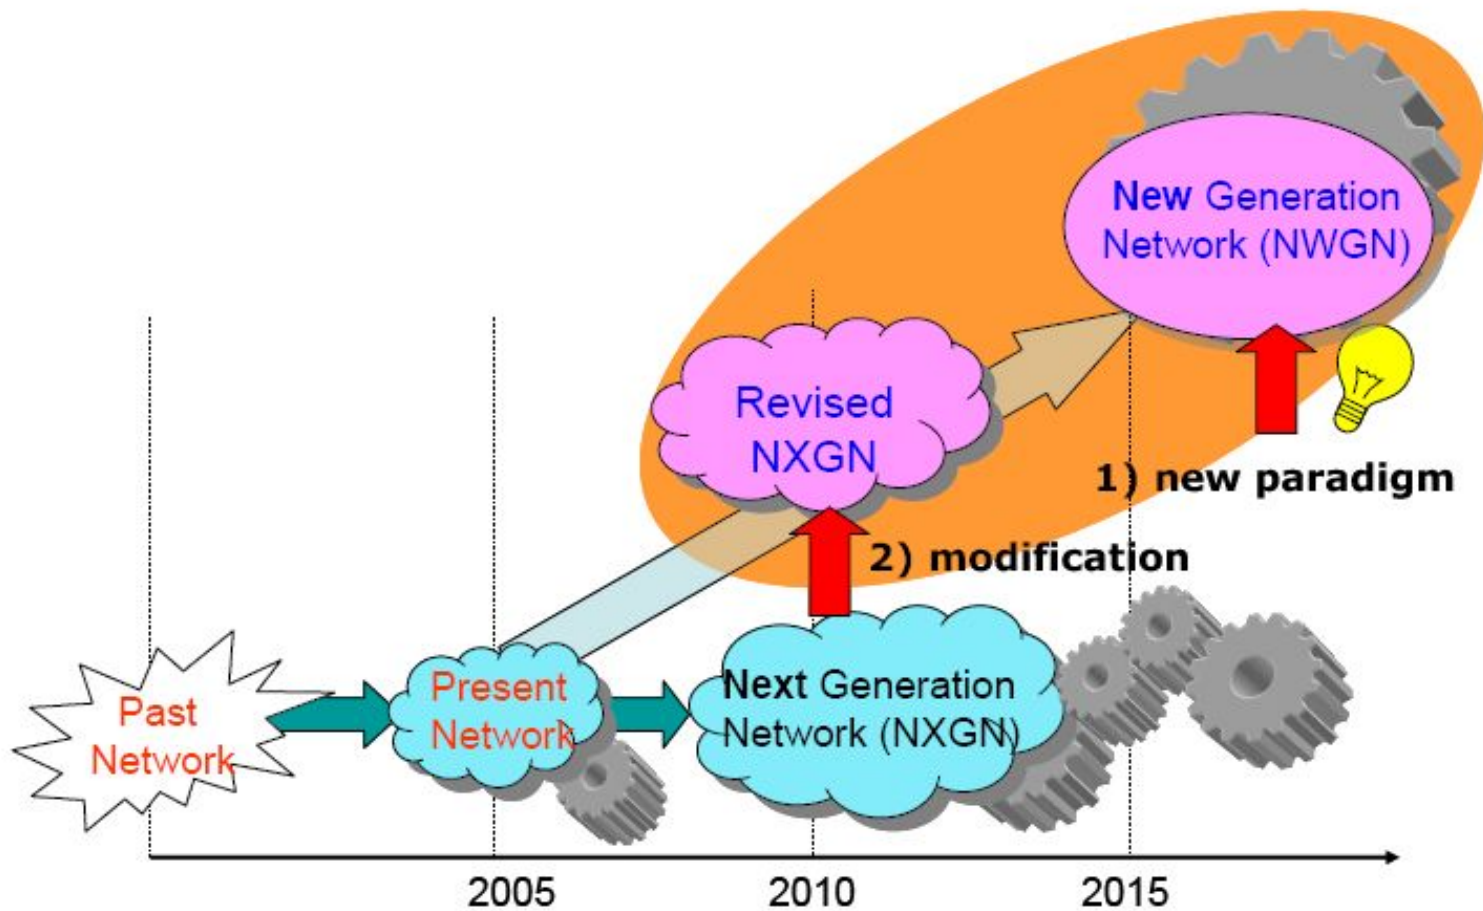 New Generation
Network (NWGN)
Revised
NXGN
1) new paradigm
2) modification
Past
Network
Present
Network
Next Generation
Network (NXGN)
2005
2010
2015